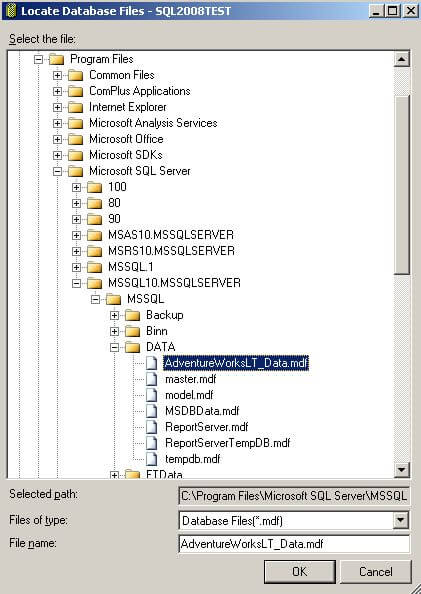 Locate Database Files - SQL2008TEST
Select the file:
Program Files
Common Files
ComPlus Applications
Internet Explorer
Microsoft Analysis Services
Microsoft Office
Microsoft SDKs
Microsoft SQL Server
100
80
90
MSAS10.MSSQLSERVER
MSRS10.MSSQLSERVER
MSSQL.1
MSSQL10.MSSQLSERVER
MSSQL
Backup
Binn
DATA
AdventureWorksLT_Data.mdf
master.mdf
model.mdf
MSDBData.mdf
ReportServer.mdf
ReportServerTempDB.mdf
tempdb.mdf
FTData
Selected path: C:\Program Files\Microsoft SQL Server\MSSQL
Files of type: Database Files(*.mdf)
File name: AdventureWorksLT_Data.mdf
OK Cancel